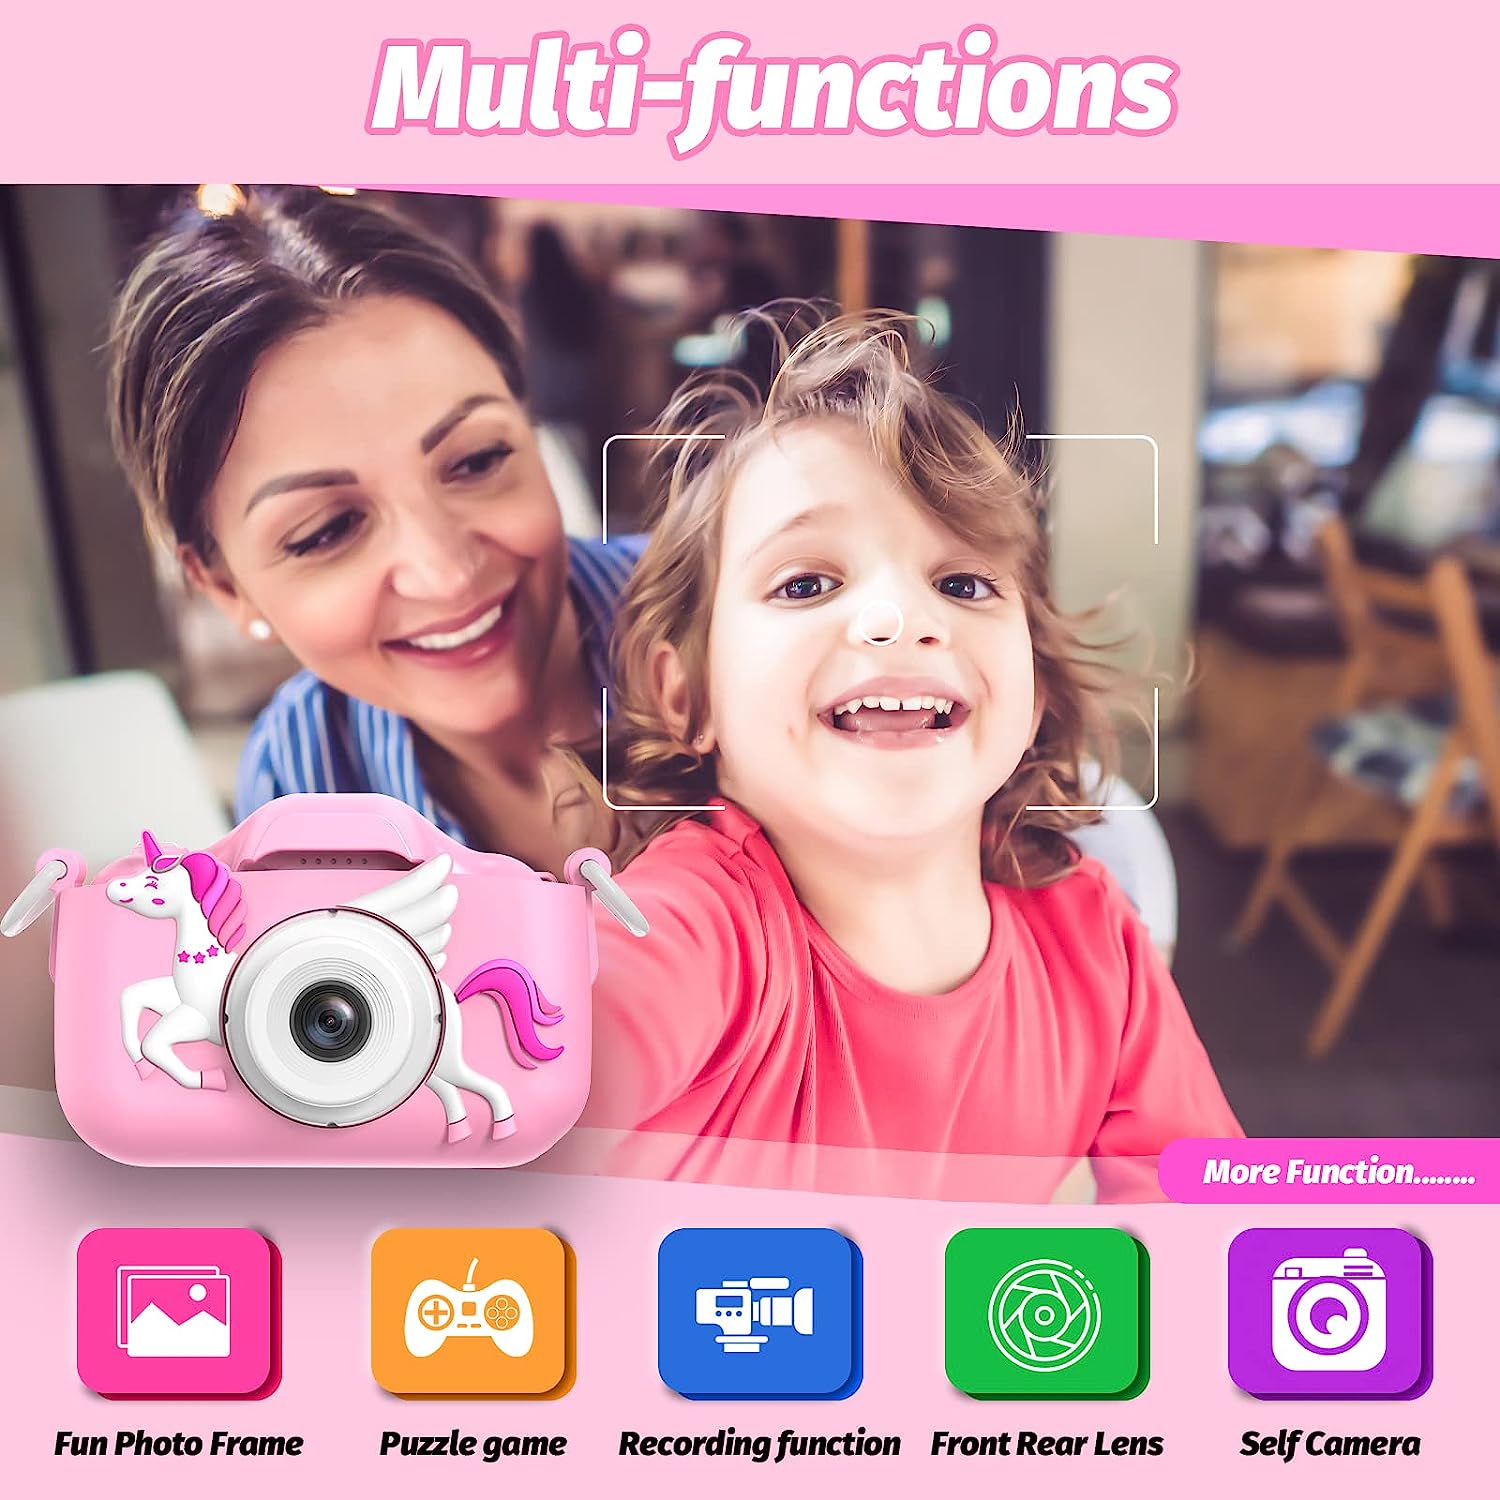 Multi-functions
More Function........
Fun Photo Frame
Puzzle game
Recording function
Front Rear Lens
Self Camera